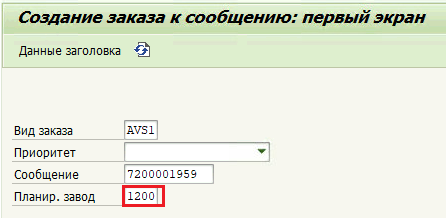 Создание заказа к сообщению: первый экран
Данные заголовка
Вид заказа AVS1
Приоритет
Сообщение 7200001959
Планир. завод 1200